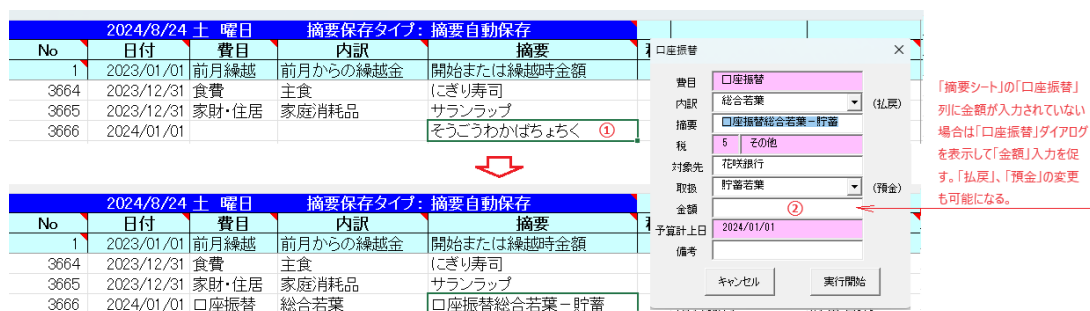 2024/8/24 土 曜日 摘要保存タイプ: 摘要自動保存
No 日付 費目 内訳 摘要
1 2023/01/01 前月繰越 前月からの繰越金 開始または繰越時金額
3664 2023/12/31 食費 主食 にぎり寿司
3665 2023/12/31 家財・住居 家庭消耗品 サランラップ
3666 2024/01/01 そうごうわかばちょちく ①
2024/8/24 土 曜日 摘要保存タイプ: 摘要自動保存
No 日付 費目 内訳 摘要
1 2023/01/01 前月繰越 前月からの繰越金 開始または繰越時金額
3664 2023/12/31 食費 主食 にぎり寿司
3665 2023/12/31 家財・住居 家庭消耗品 サランラップ
3666 2024/01/01 口座振替 総合若葉 口座振替総合若葉－貯蓄
口座振替
費目 口座振替
内訳 総合若葉 (払戻)
摘要 口座振替総合若葉－貯蓄
税 5 その他
対象先 花咲銀行
取扱 貯蓄若葉 (預金)
金額 ②
予算計上日 2024/01/01
備考
キャンセル 実行開始
「摘要シート」の「口座振替」
列に金額が入力されていない
場合は「口座振替」ダイアログ
を表示して「金額」入力を促
す。「払戻」、「預金」の変更
も可能になる。